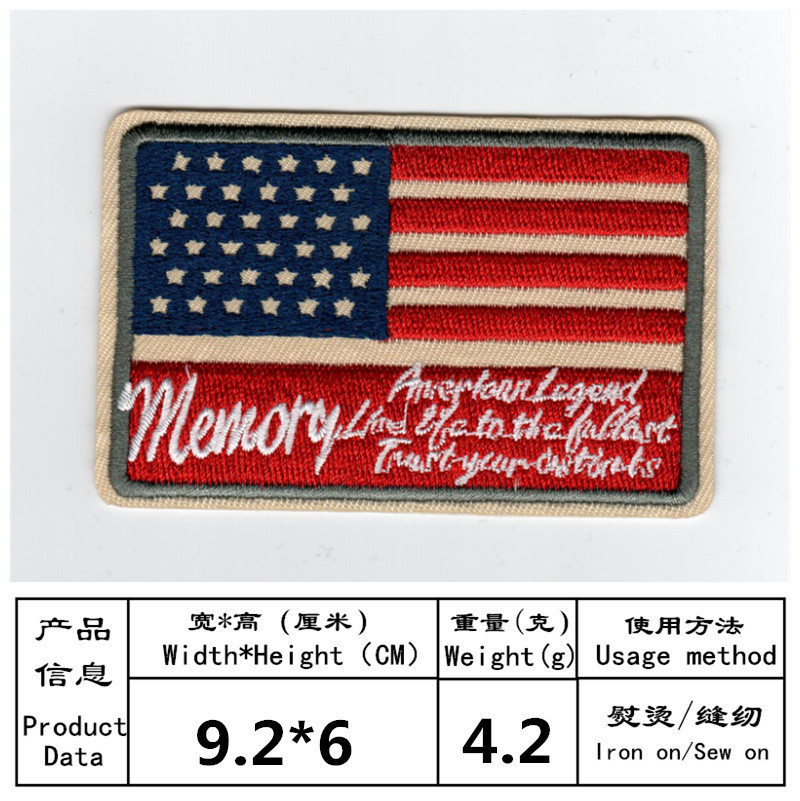 Memory
American Legend
Lived life to the fullest
Trust your instincts
产品
信息
Product
Data
宽*高 (厘米)
Width*Height (CM)
9.2*6
重量(克)
Weight(g)
4.2
使用方法
Usage method
熨烫/缝纫
Iron on/Sew on